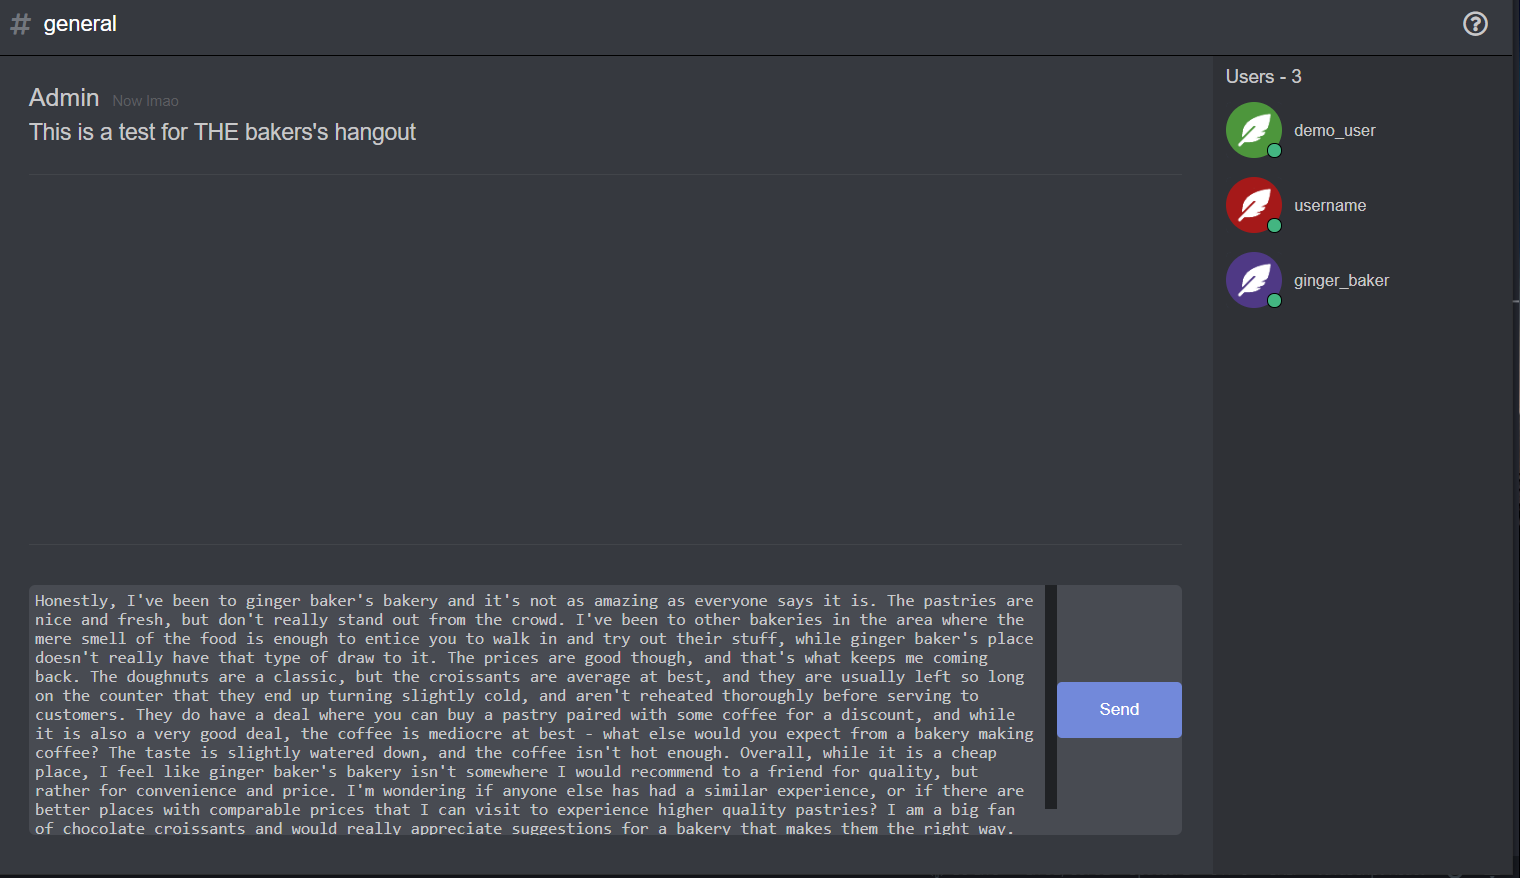 # general
Admin Now lmao
This is a test for THE bakers's hangout
Users - 3
demo_user
username
ginger_baker
Honestly, I've been to ginger baker's bakery and it's not as amazing as everyone says it is. The pastries are
nice and fresh, but don't really stand out from the crowd. I've been to other bakeries in the area where the
mere smell of the food is enough to entice you to walk in and try out their stuff, while ginger baker's place
doesn't really have that type of draw to it. The prices are good though, and that's what keeps me coming
back. The doughnuts are a classic, but the croissants are average at best, and they are usually left so long
on the counter that they end up turning slightly cold, and aren't reheated thoroughly before serving to
customers. They do have a deal where you can buy a pastry paired with some coffee for a discount, and while
it is also a very good deal, the coffee is mediocre at best - what else would you expect from a bakery making
coffee? The taste is slightly watered down, and the coffee isn't hot enough. Overall, while it is a cheap
place, I feel like ginger baker's bakery isn't somewhere I would recommend to a friend for quality, but
rather for convenience and price. I'm wondering if anyone else has had a similar experience, or if there are
better places with comparable prices that I can visit to experience higher quality pastries? I am a big fan
of chocolate croissants and would really appreciate suggestions for a bakery that makes them the right way.
Send